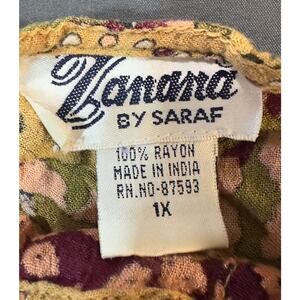 Zanana
BY SARAF
100% RAYON
MADE IN INDIA
RN.NO-87593
1X